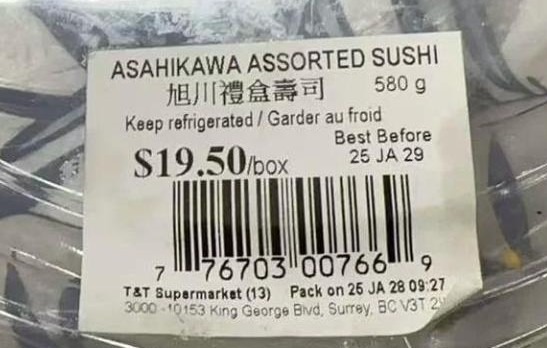 ASAHIKAWA ASSORTED SUSHI
旭川禮盒壽司 580 g
Keep refrigerated / Garder au froid
Best Before
$19.50/box 25 JA 29
7 76703 00766 9
T&T Supermarket (13) Pack on 25 JA 28 09:27
3000 -10153 King George Blvd, Surrey, BC V3T